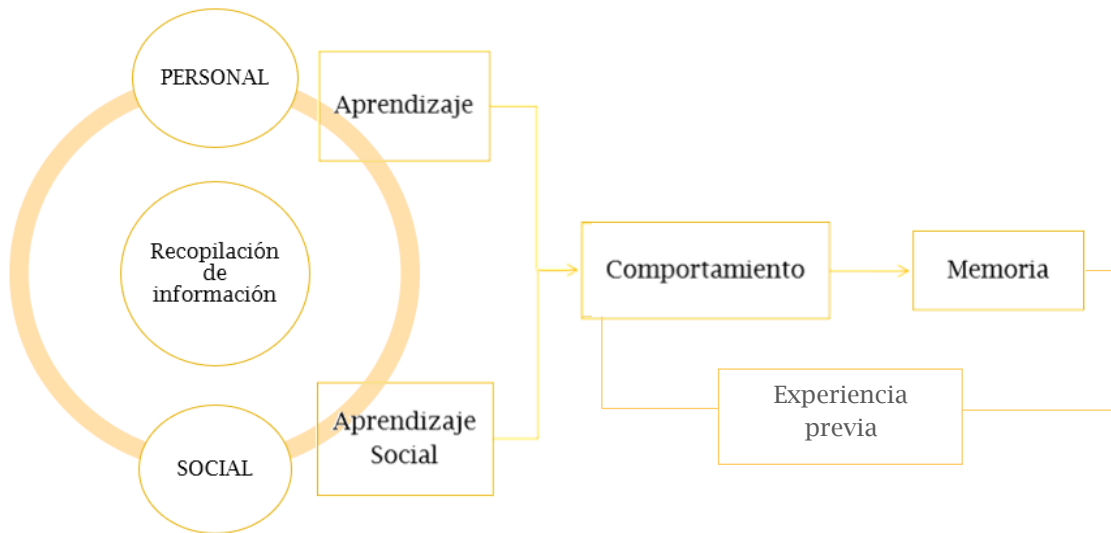 PERSONAL
Aprendizaje
Recopilación
de
información
Comportamiento
Memoria
Experiencia
previa
Aprendizaje
Social
SOCIAL